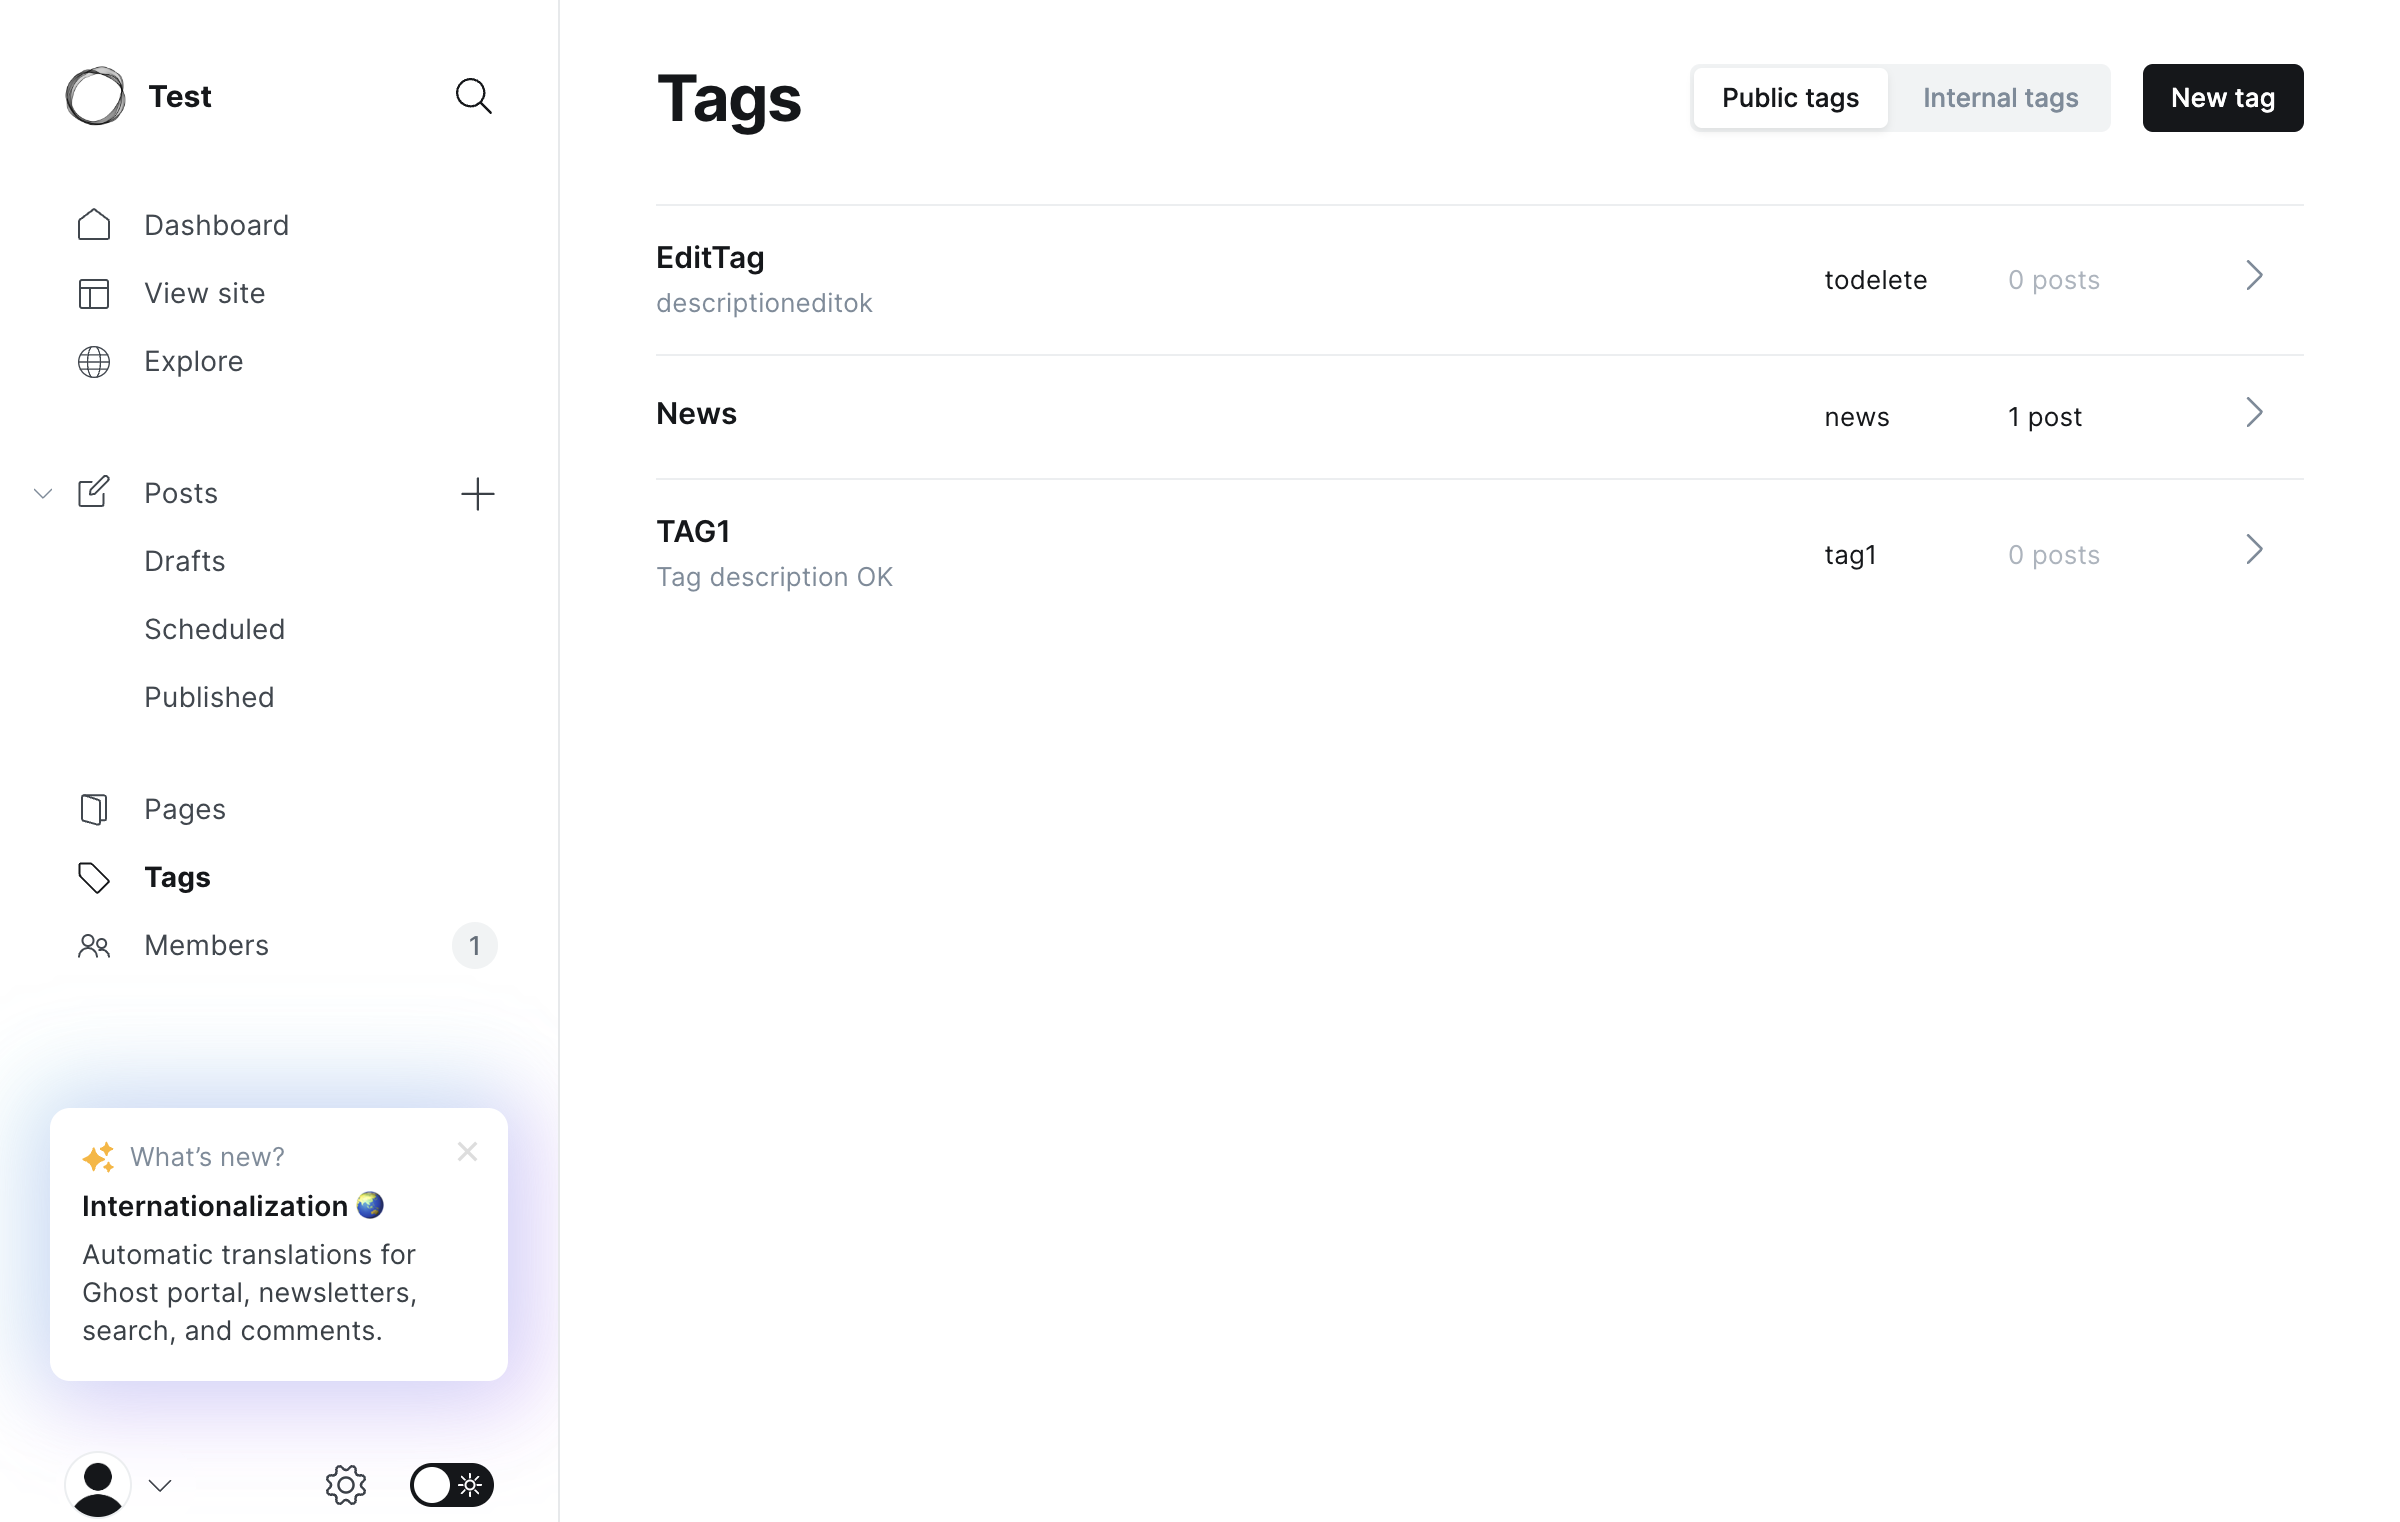 Test
Dashboard
View site
Explore
Posts
Drafts
Scheduled
Published
Pages
Tags
Members
1
What's new?
Internationalization 🌏
Automatic translations for
Ghost portal, newsletters,
search, and comments.
Tags
Public tags
Internal tags
New tag
EditTag
descriptioneditok
todelete
0 posts
News
news
1 post
TAG1
Tag description OK
tag1
0 posts